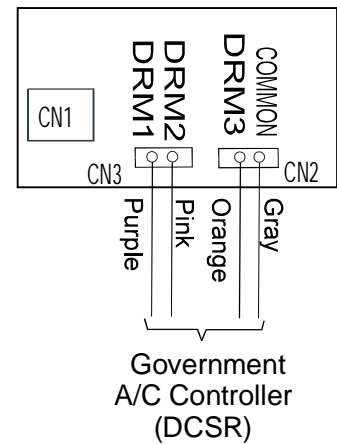 DRM1
DRM2
DRM3
COMMON
CN1
CN3
CN2
Purple
Pink
Orange
Gray
Government
A/C Controller
(DCSR)